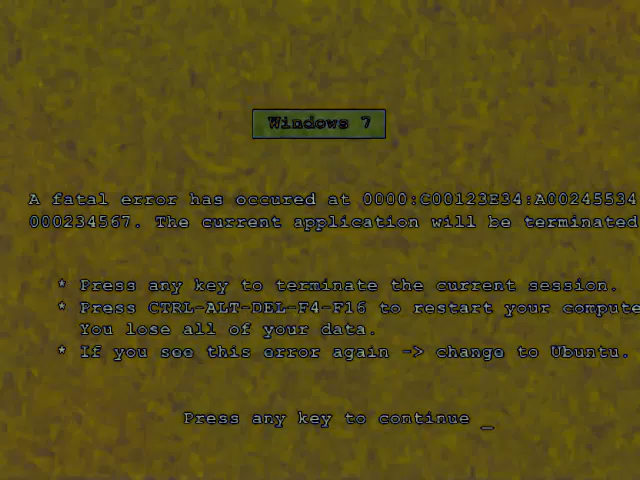 Windows 7
A fatal error has occured at 0000:C00123E34:A00245534
000234567. The current application will be terminated
* Press any key to terminate the current session.
* Press CTRL-ALT-DEL-F4-F16 to restart your compute
You lose all of your data.
* If you see this error again -> change to Ubuntu.
Press any key to continue _